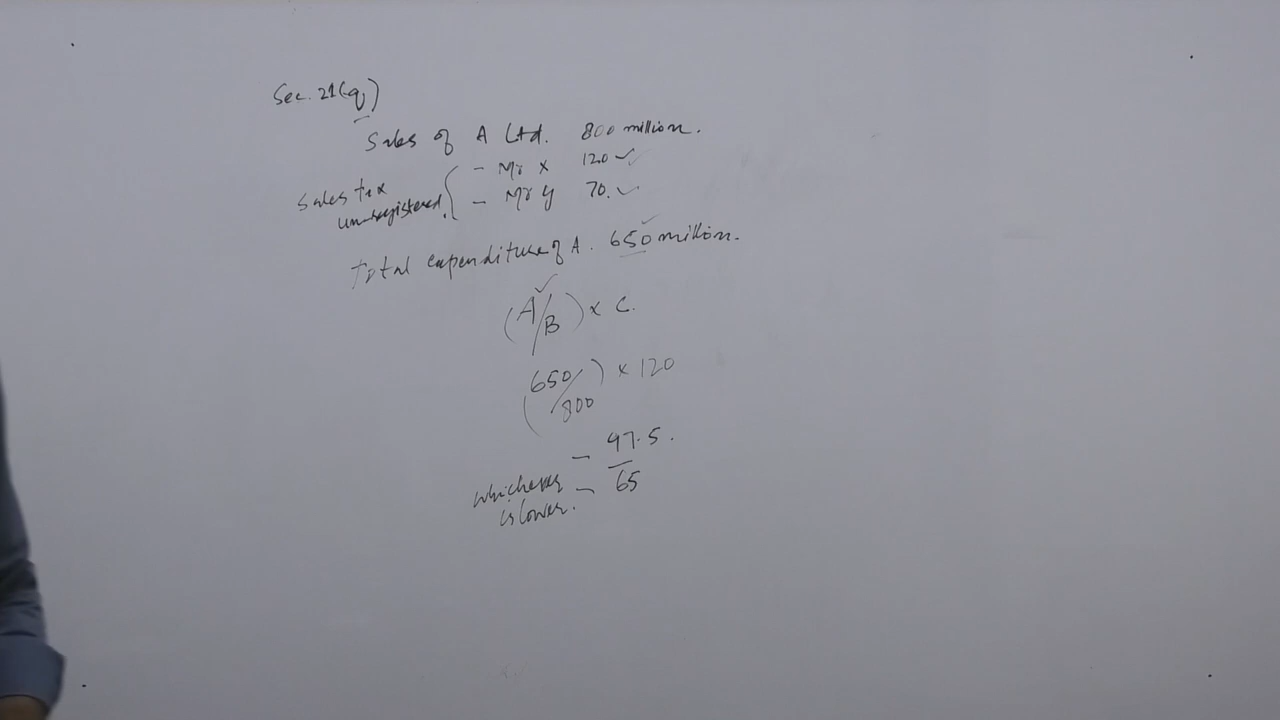 Sec. 21(q)
Sales of A Ltd. 800 million.
- Mr X 120 ✓
Sales tax
unregistered.
- Mr Y 70. ✓
Total expenditure of A. 650 million.
(A/B) × C.
(650/800) × 120
- 97.5.
whichever
is lower.
- 65